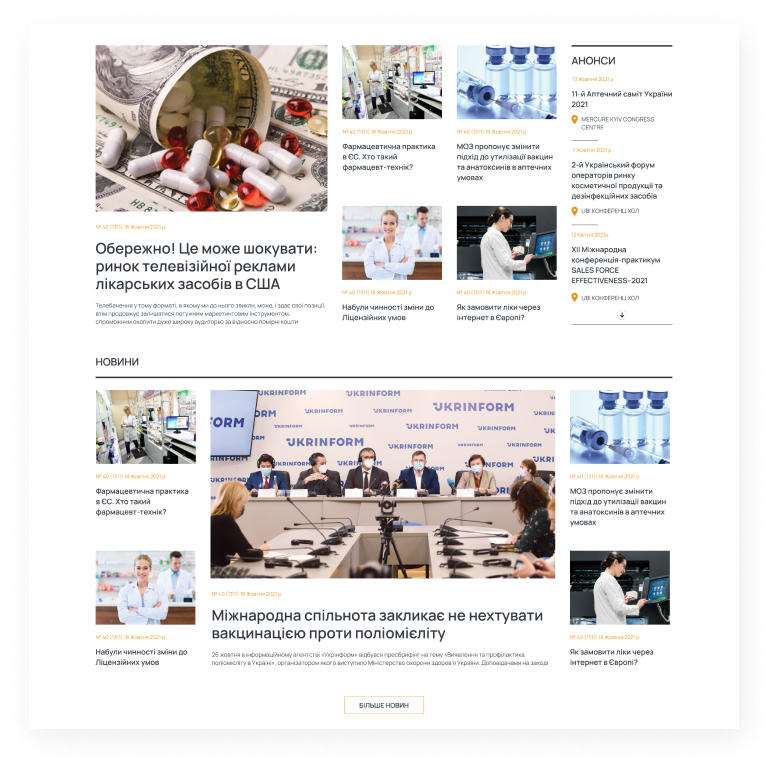 № 40 (1311) 18 Жовтня 2021 р.
Обережно! Це може шокувати:
ринок телевізійної реклами
лікарських засобів в США
Телебачення у тому форматі, в якому ми до нього звикли, може, і здає свої позиції,
втім продовжує залишатися потужним маркетинговим інструментом,
спроможним охопити дуже широку аудиторію за відносно помірні кошти
№ 40 (1311) 18 Жовтня 2021 р.
Фармацевтична практика
в ЄС. Хто такий
фармацевт-технік?
№ 40 (1311) 18 Жовтня 2021 р.
МОЗ пропонує змінити
підхід до утилізації вакцин
та анатоксинів в аптечних
умовах
№ 40 (1311) 18 Жовтня 2021 р.
Набули чинності зміни до
Ліцензійних умов
№ 40 (1311) 18 Жовтня 2021 р.
Як замовити ліки через
інтернет в Європі?
АНОНСИ
13 Жовтня 2021 р.
11-й Аптечний саміт України
2021
MERCURE KYIV CONGRESS
CENTRE
7 Жовтня 2021 р.
2-й Український форум
операторів ринку
косметичної продукції та
дезінфекційних засобів
UBI КОНФЕРЕНЦ ХОЛ
12 Квітня 2021 р.
XII Міжнародна
конференція-практикум
SALES FORCE
EFFECTIVENESS–2021
UBI КОНФЕРЕНЦ ХОЛ
НОВИНИ
№ 40 (1311) 18 Жовтня 2021 р.
Фармацевтична практика
в ЄС. Хто такий
фармацевт-технік?
№ 40 (1311) 18 Жовтня 2021 р.
Набули чинності зміни до
Ліцензійних умов
UKRINFORM
UKRINFORM
UKRINFORM
UKRINFORM
UKRINFORM
№ 40 (1311) 18 Жовтня 2021 р.
Міжнародна спільнота закликає не нехтувати
вакцинацією проти поліомієліту
26 жовтня в інформаційному агентстві «Укрінформ» відбувся пресбрифінг на тему «Виявлення та профілактика
поліомієліту в Україні», організатором якого виступило Міністерство охорони здоров'я України. Доповідачами на заході
№ 40 (1311) 18 Жовтня 2021 р.
МОЗ пропонує змінити
підхід до утилізації вакцин
та анатоксинів в аптечних
умовах
№ 40 (1311) 18 Жовтня 2021 р.
Як замовити ліки через
інтернет в Європі?
БІЛЬШЕ НОВИН